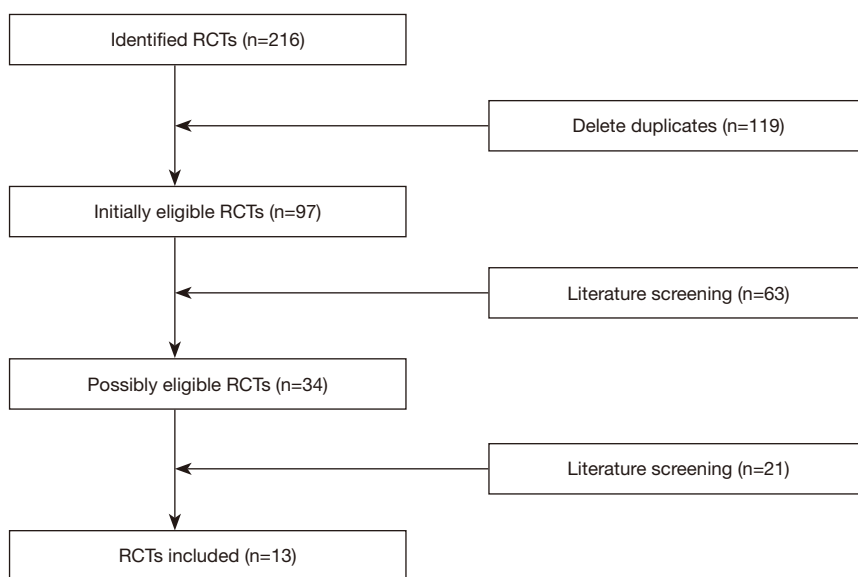 Identified RCTs (n=216)
Delete duplicates (n=119)
Initially eligible RCTs (n=97)
Literature screening (n=63)
Possibly eligible RCTs (n=34)
Literature screening (n=21)
RCTs included (n=13)